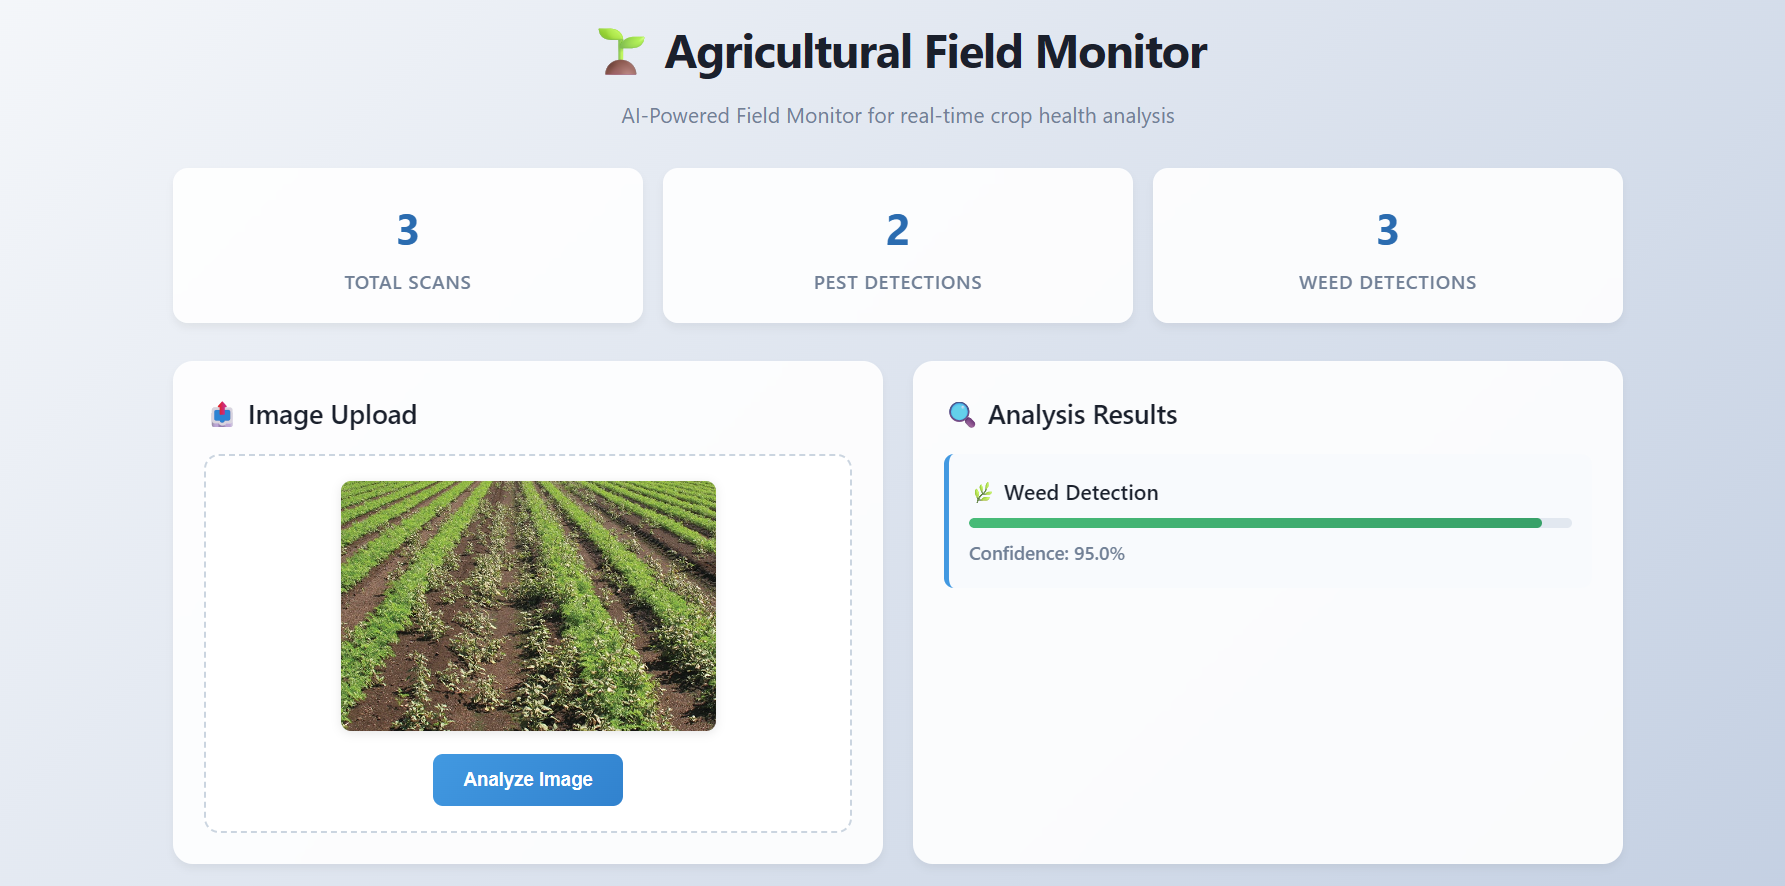 Agricultural Field Monitor
AI-Powered Field Monitor for real-time crop health analysis
3
TOTAL SCANS
2
PEST DETECTIONS
3
WEED DETECTIONS
Image Upload
Analyze Image
Analysis Results
Weed Detection
Confidence: 95.0%